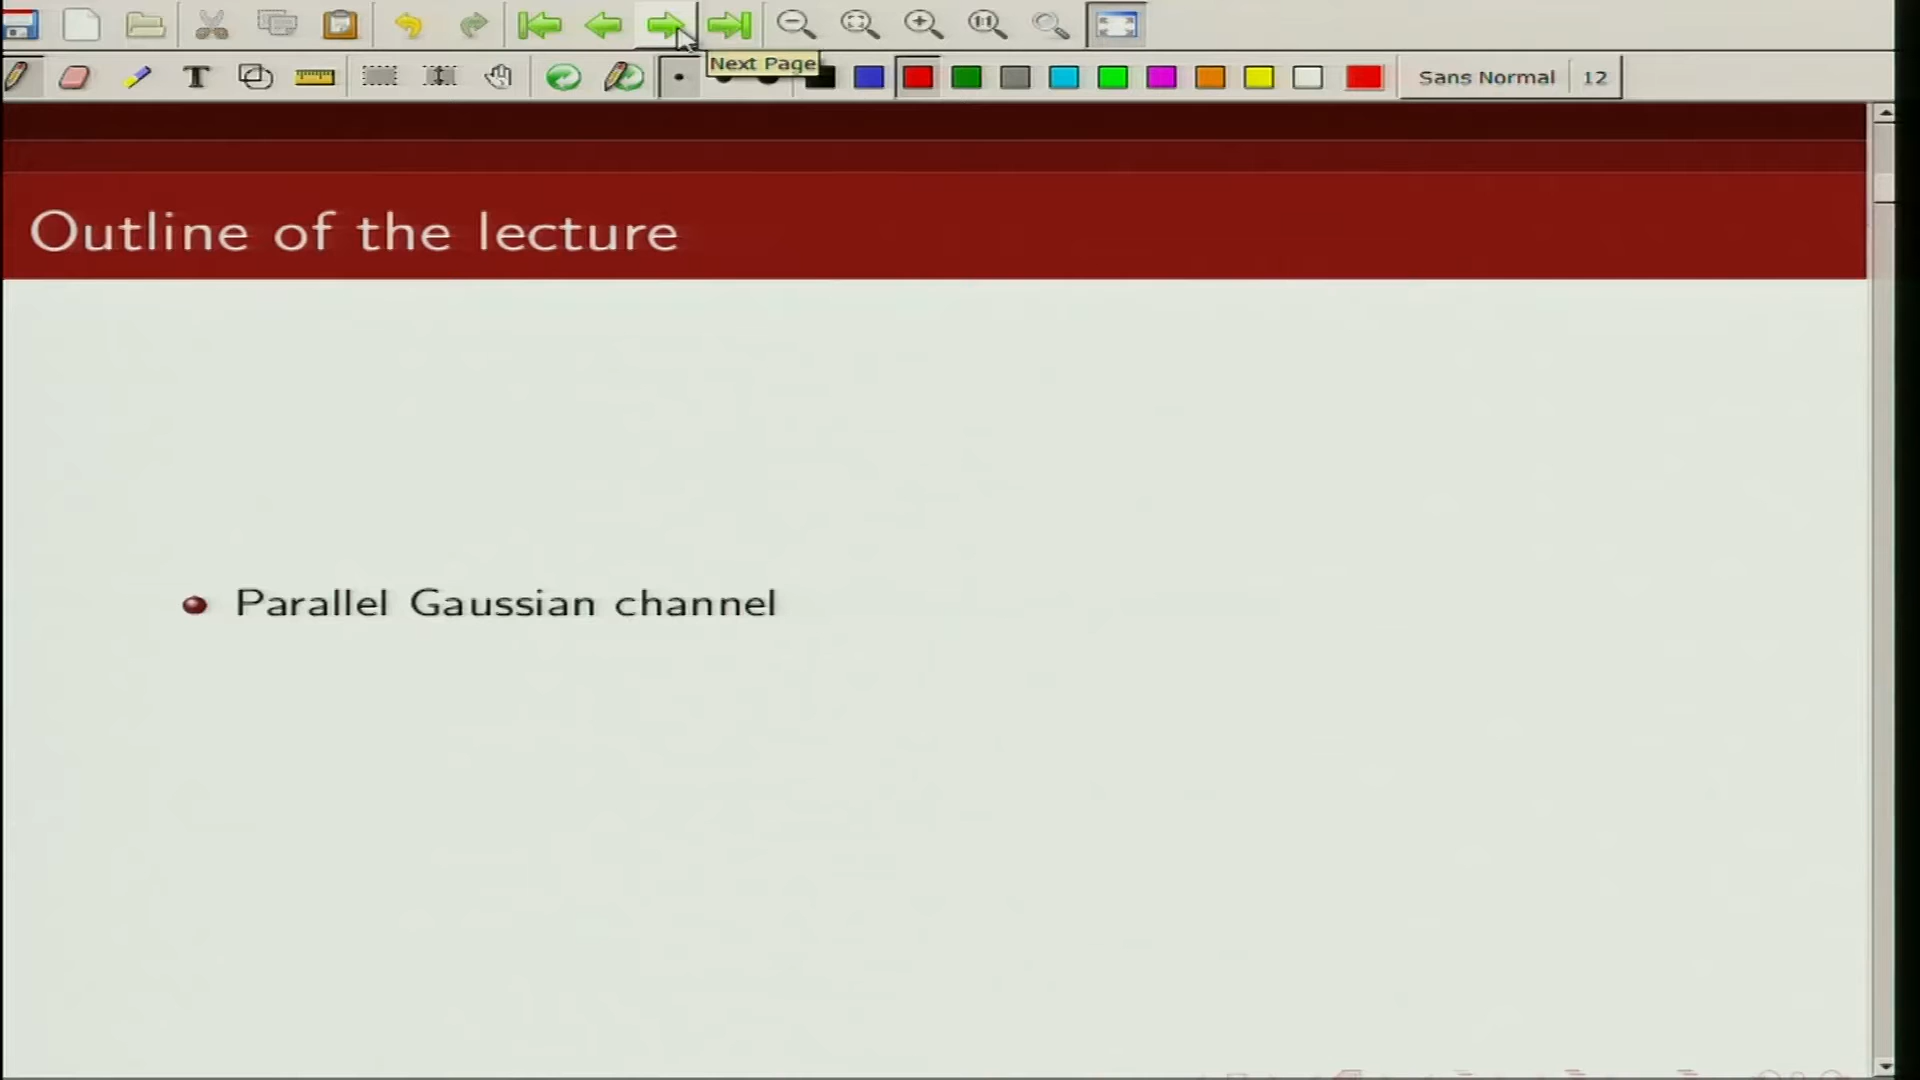 Next Page
T
Sans Normal 12
Outline of the lecture
Parallel Gaussian channel